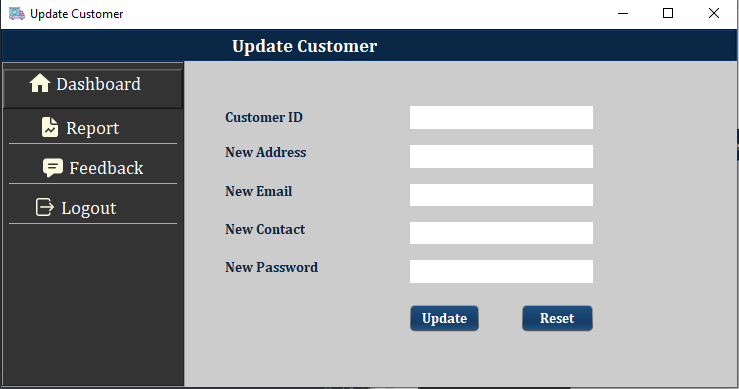 Update Customer
Update Customer
Dashboard
Report
Feedback
Logout
Customer ID
New Address
New Email
New Contact
New Password
Update Reset